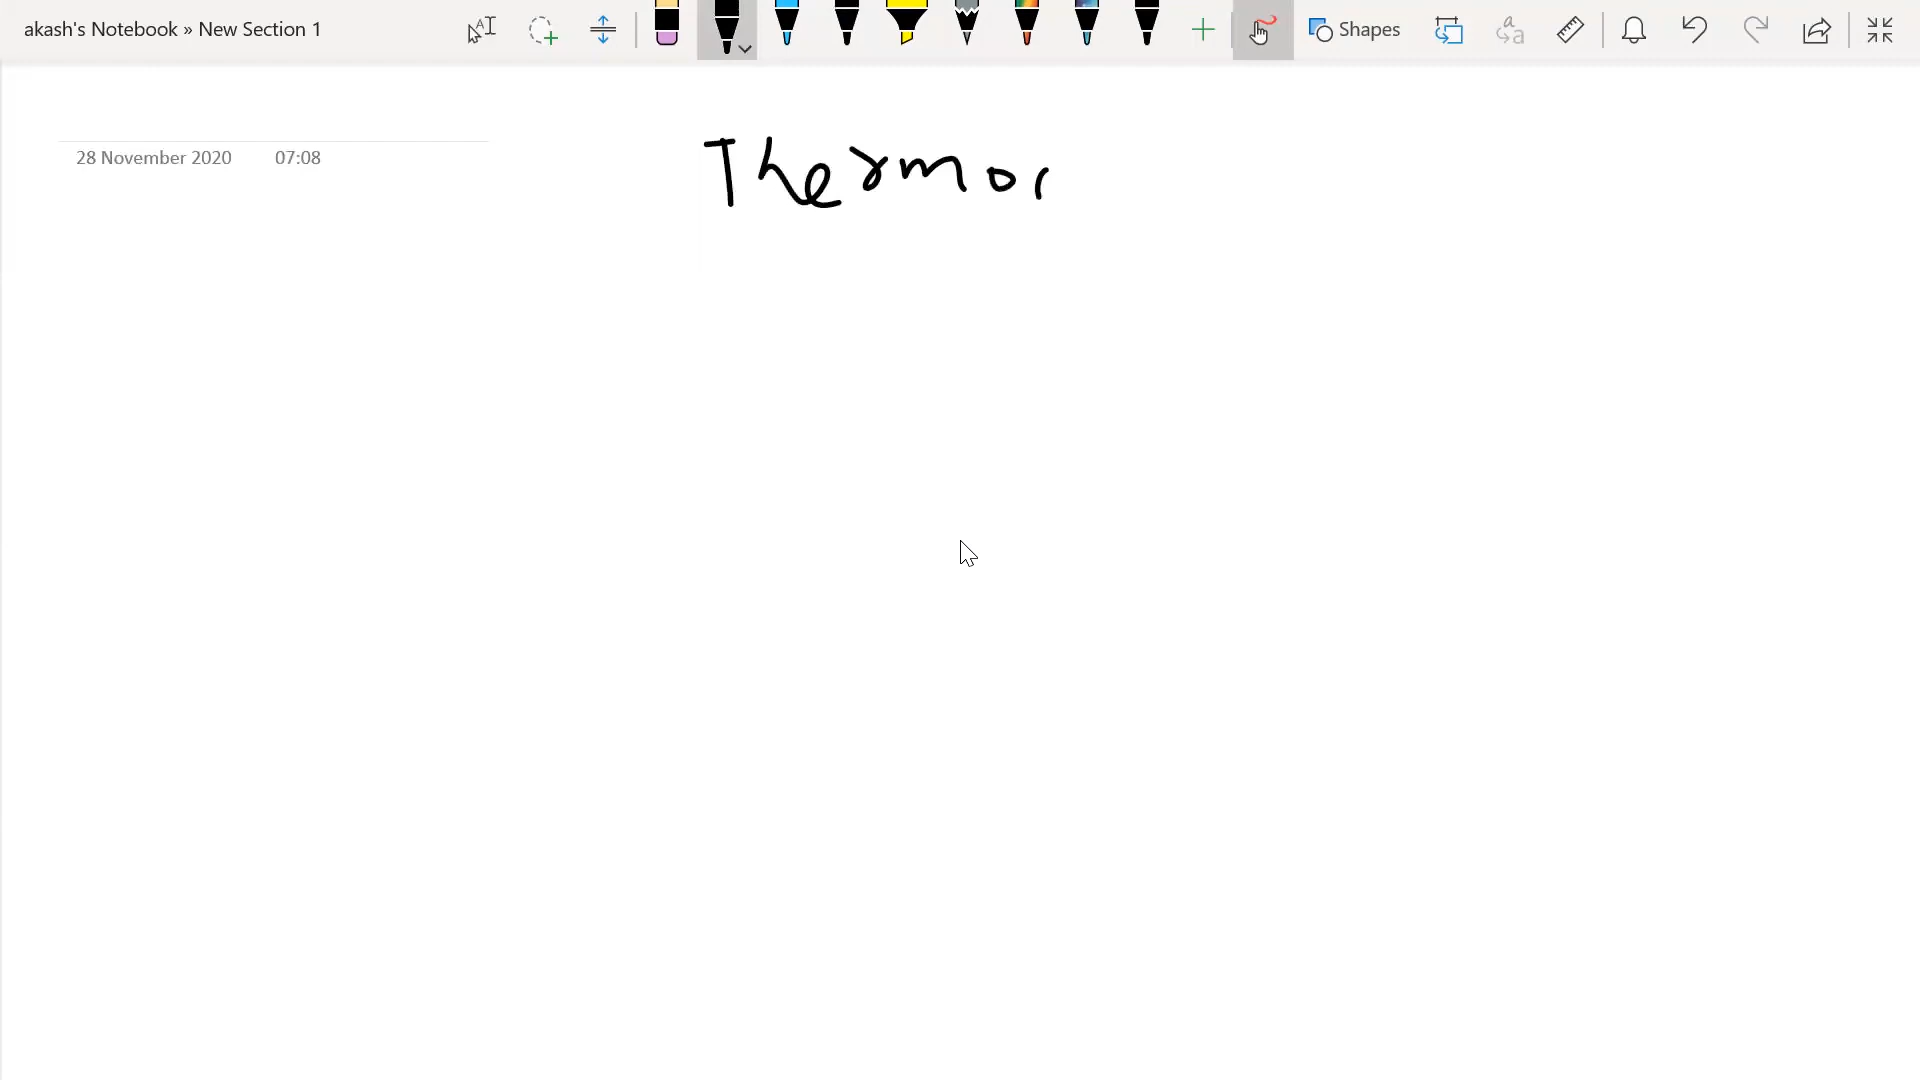 akash's Notebook » New Section 1
Shapes
28 November 2020 07:08
Thermo